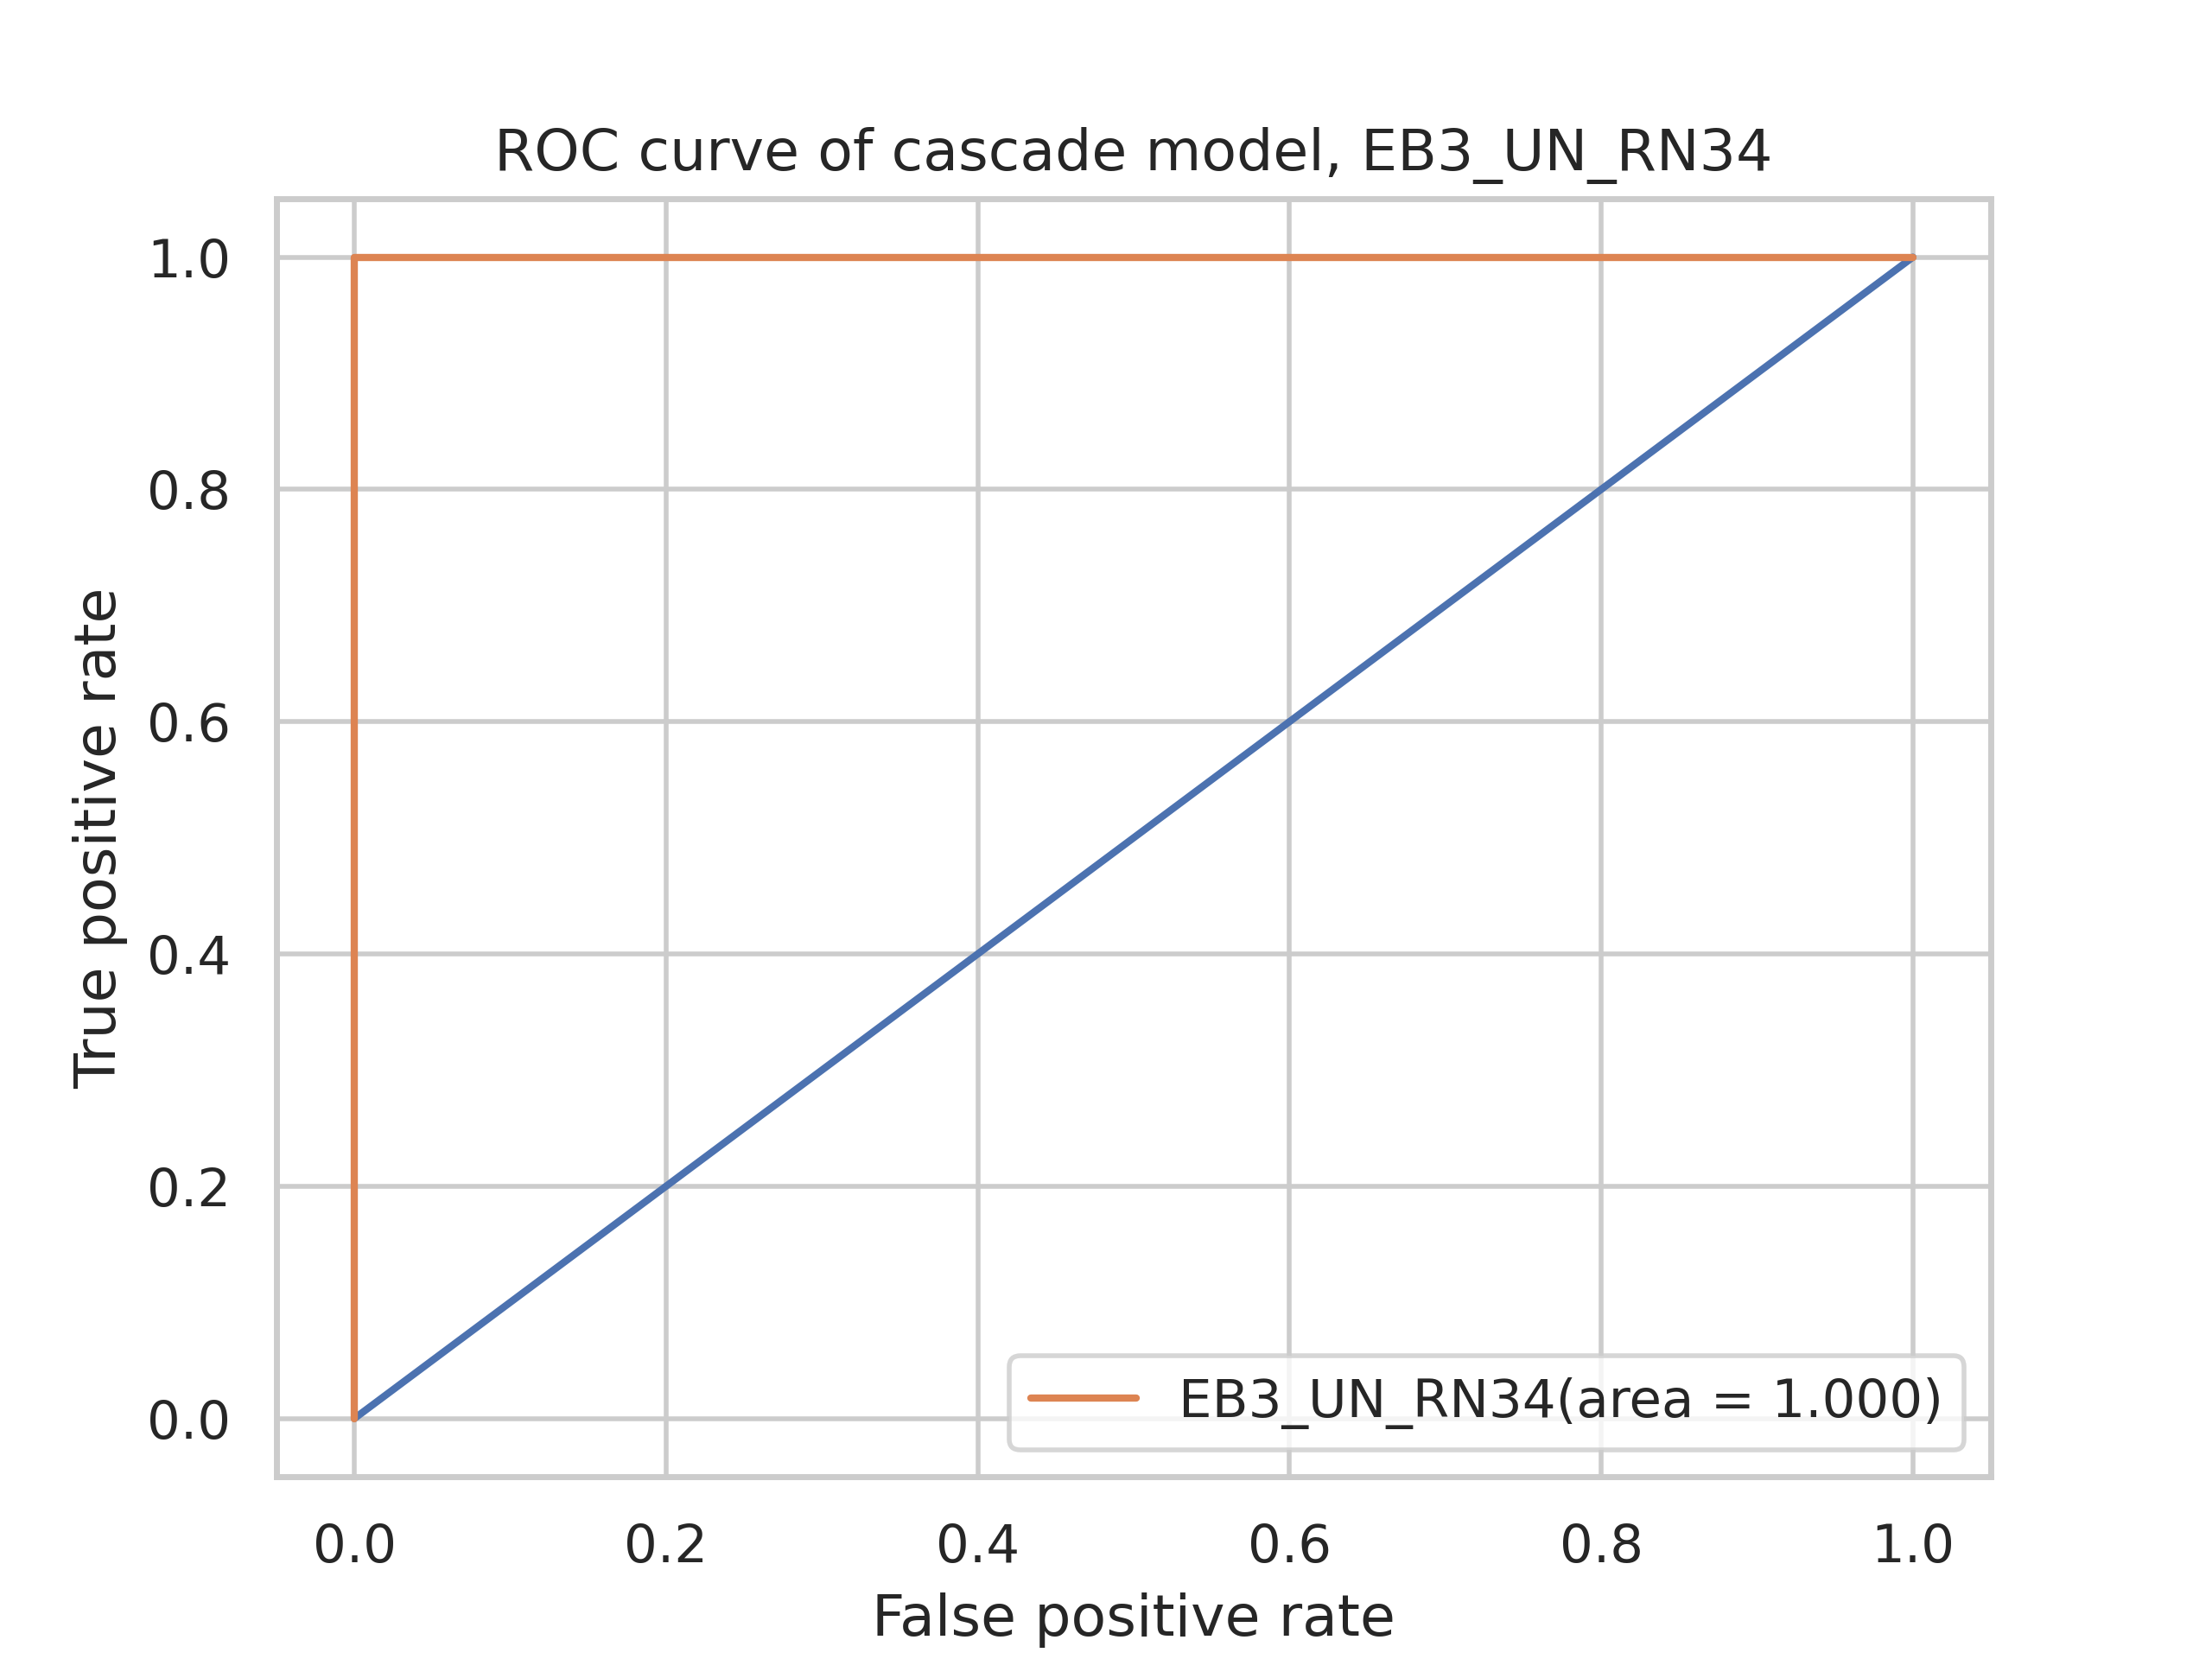 ROC curve of cascade model, EB3_UN_RN34
1.0
0.8
0.6
0.4
0.2
0.0
True positive rate
EB3_UN_RN34(area = 1.000)
0.0 0.2 0.4 0.6 0.8 1.0
False positive rate